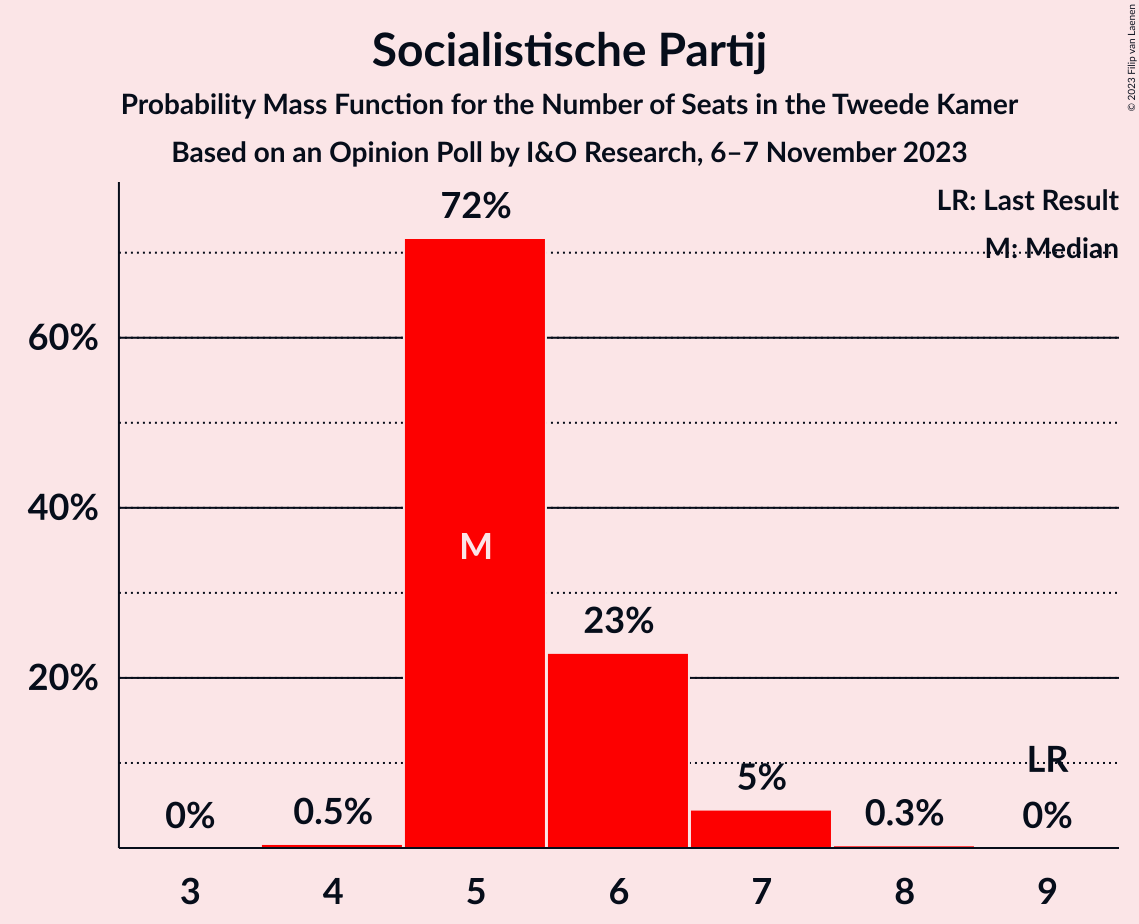 Socialistische Partij
Probability Mass Function for the Number of Seats in the Tweede Kamer
Based on an Opinion Poll by I&O Research, 6–7 November 2023
© 2023 Filip van Laenen
LR: Last Result
M: Median
72%
60%
40%
M
23%
20%
LR
5%
0%
0.5%
0.3%
0%
3 4 5 6 7 8 9